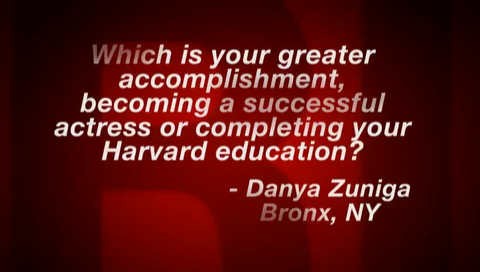 Which is your greater
accomplishment,
becoming a successful
actress or completing your
Harvard education?
- Danya Zuniga
Bronx, NY